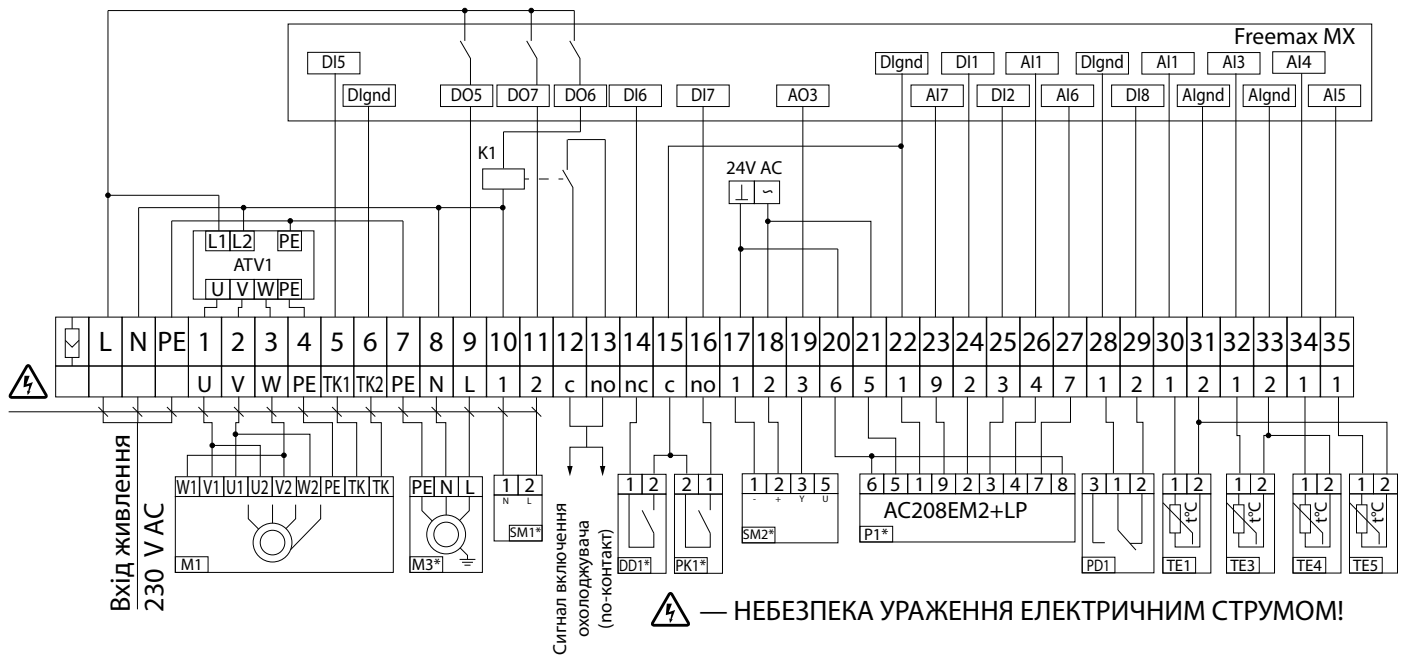 Freemax MX
DI5 DIgnd DI1 AI1 DIgnd AI1 AI3 AI4
DIgnd DO5 DO7 DO6 DI6 DI7 AO3 AI7 DI2 AI6 DI8 AIgnd AIgnd AI5
K1
24V AC
⊥ ~
L1 L2 PE
ATV1
U V W PE
L N PE 1 2 3 4 5 6 7 8 9 10 11 12 13 14 15 16 17 18 19 20 21 22 23 24 25 26 27 28 29 30 31 32 33 34 35
U V W PE TK1 TK2 PE N L 1 2 c no nc c no 1 2 3 6 5 1 9 2 3 4 7 1 2 1 2 1 2 1 1
Вхід живлення
230 V AC
W1 V1 U1 U2 V2 W2 PE TK TK
M1
PE N L
M3*
1 2
N L
SM1*
Сигнал включення
охолоджувача
(no-контакт)
1 2
DD1*
2 1
PK1*
1 2 3 5
- + Y U
SM2*
6 5 1 9 2 3 4 7 8
AC208EM2+LP
P1*
3 1 2
PD1
1 2
t°C
TE1
1 2
t°C
TE3
1 2
t°C
TE4
1 2
t°C
TE5
— НЕБЕЗПЕКА УРАЖЕННЯ ЕЛЕКТРИЧНИМ СТРУМОМ!